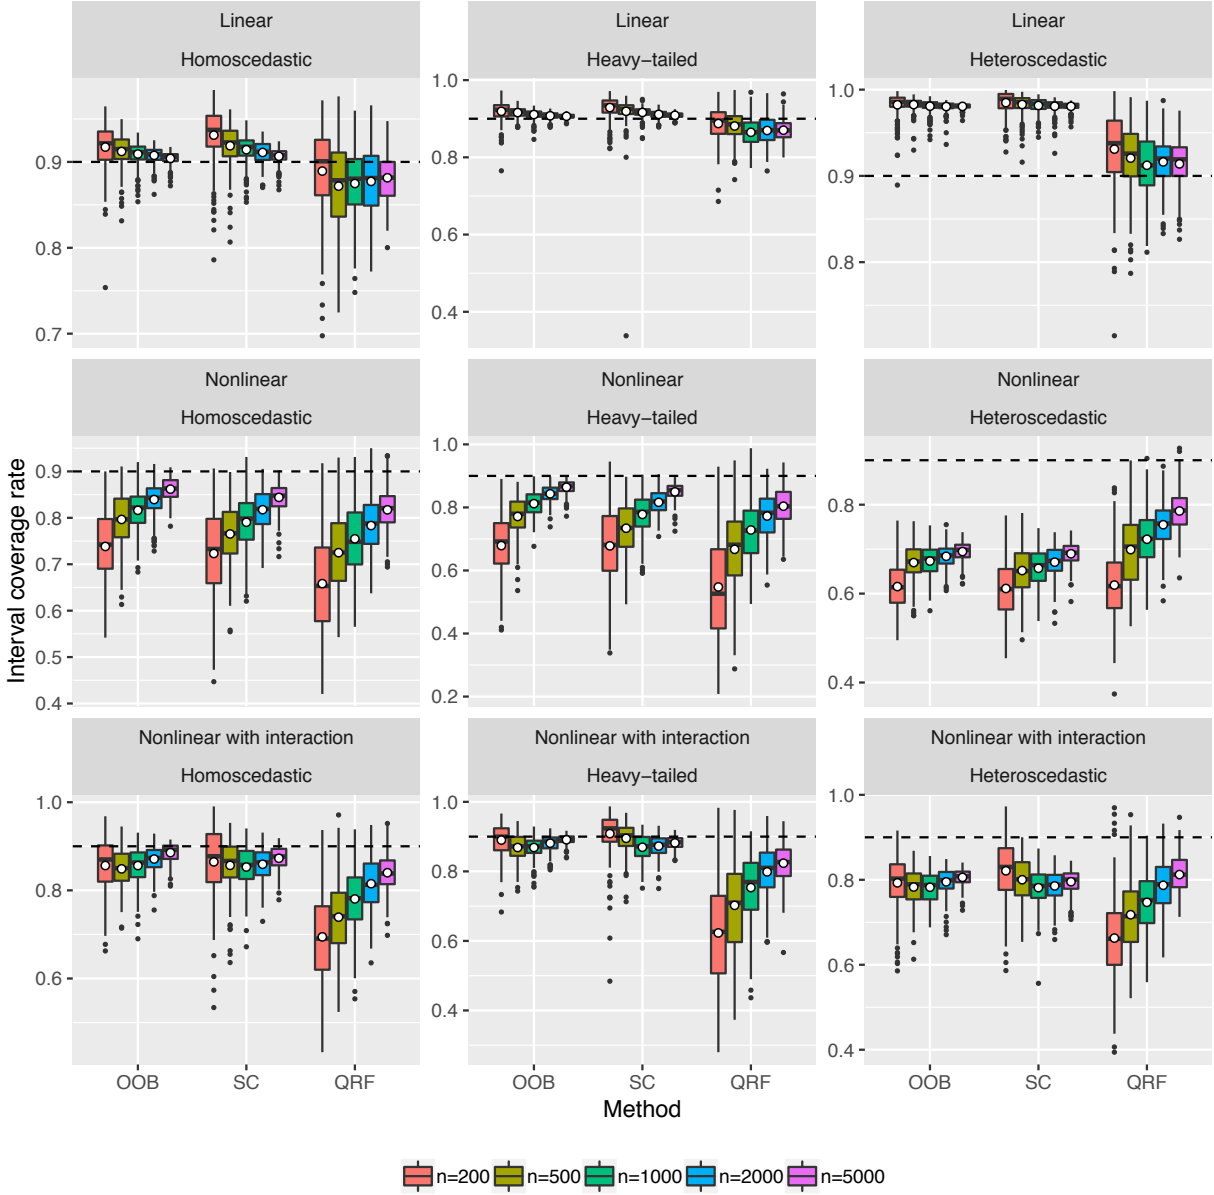 Linear
Homoscedastic
Linear
Heavy−tailed
Linear
Heteroscedastic
0.9
0.8
0.7
1.0
0.8
0.6
0.4
1.0
0.9
0.8
Nonlinear
Homoscedastic
Nonlinear
Heavy−tailed
Nonlinear
Heteroscedastic
0.9
0.8
0.7
0.6
0.5
0.4
1.0
0.8
0.6
0.4
0.2
0.8
0.6
0.4
Interval coverage rate
Nonlinear with interaction
Homoscedastic
Nonlinear with interaction
Heavy−tailed
Nonlinear with interaction
Heteroscedastic
1.0
0.8
0.6
1.0
0.8
0.6
0.4
1.0
0.8
0.6
0.4
OOB SC QRF
OOB SC QRF
OOB SC QRF
Method
n=200 n=500 n=1000 n=2000 n=5000